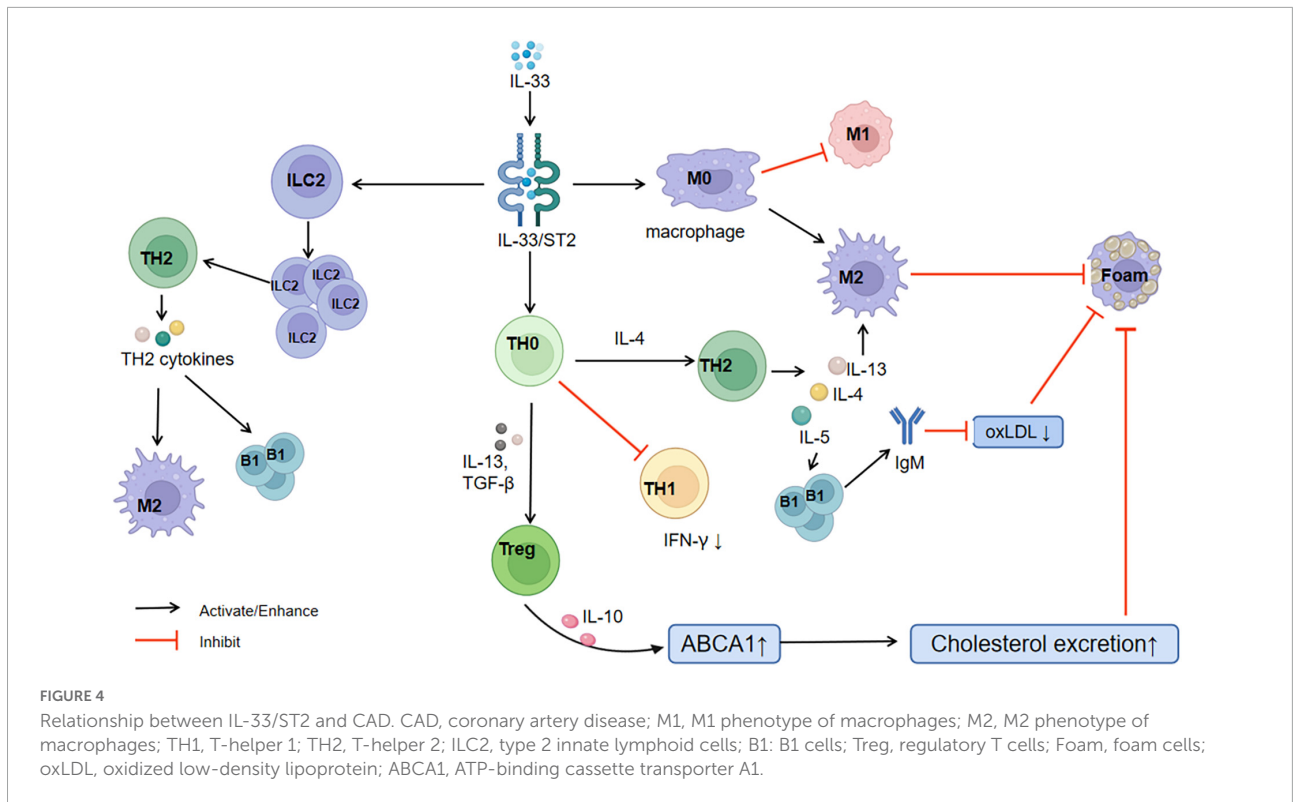 IL-33
IL-33/ST2
ILC2
ILC2
ILC2
ILC2
ILC2
TH2
TH2 cytokines
M2
B1
B1
M0
macrophage
M1
M2
Foam
TH0
IL-4
TH2
IL-13
IL-4
IL-5
B1
B1
IgM
oxLDL ↓
TH1
IFN-γ ↓
IL-13,
TGF-β
Treg
IL-10
ABCA1↑
Cholesterol excretion↑
Activate/Enhance
Inhibit
FIGURE 4
Relationship between IL-33/ST2 and CAD. CAD, coronary artery disease; M1, M1 phenotype of macrophages; M2, M2 phenotype of
macrophages; TH1, T-helper 1; TH2, T-helper 2; ILC2, type 2 innate lymphoid cells; B1: B1 cells; Treg, regulatory T cells; Foam, foam cells;
oxLDL, oxidized low-density lipoprotein; ABCA1, ATP-binding cassette transporter A1.